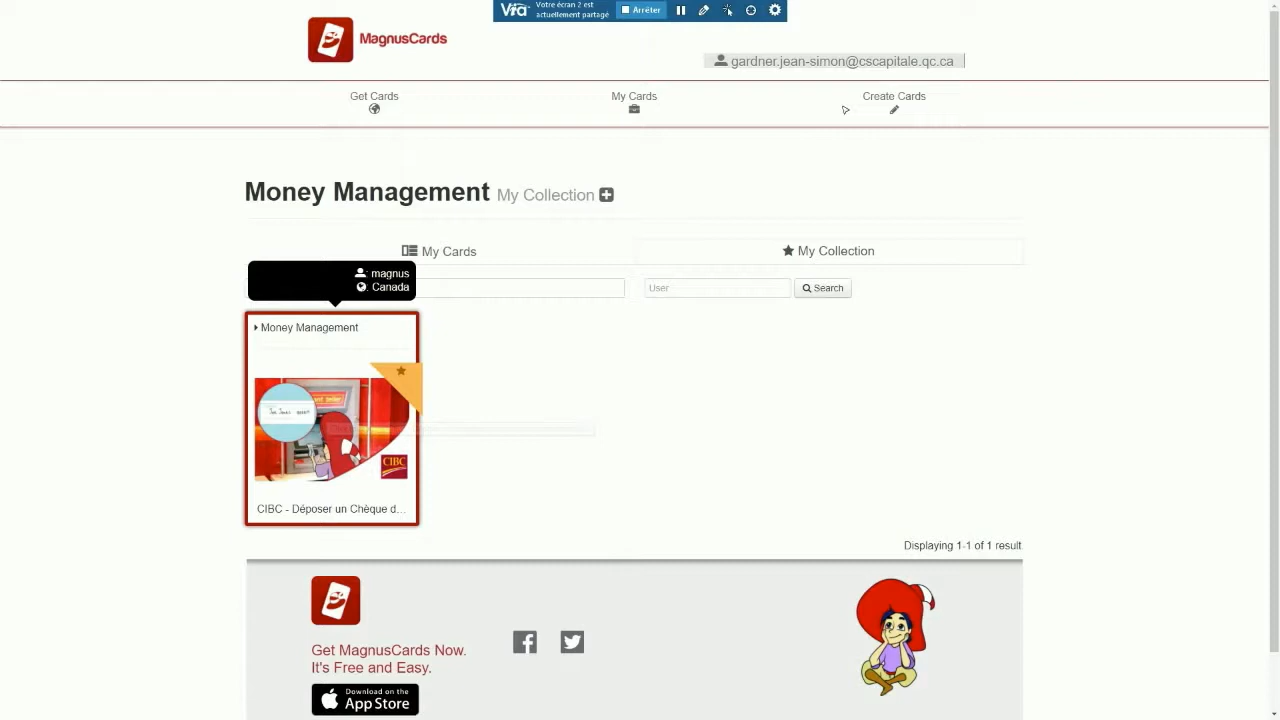 Via
Votre écran 2 est
actuellement partagé
Arrêter
MagnusCards
gardner.jean-simon@cscapitale.qc.ca
Get Cards
My Cards
Create Cards
Money Management My Collection
My Cards
My Collection
: magnus
: Canada
User
Search
Money Management
CIBC
CIBC - Déposer un Chèque d...
Displaying 1-1 of 1 result
Get MagnusCards Now.
It's Free and Easy.
Download on the
App Store